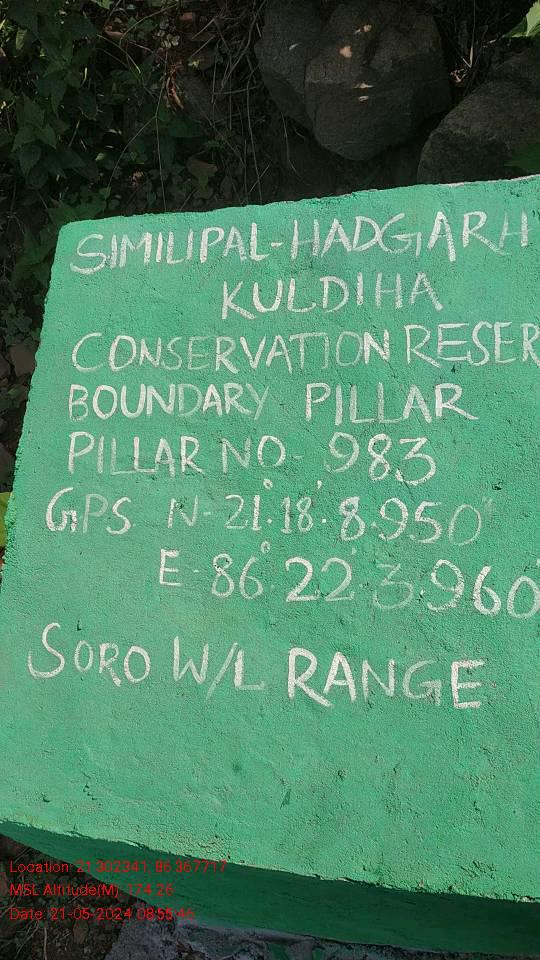 SIMILIPAL-HADGARH
KULDIHA
CONSERVATION RESER
BOUNDARY PILLAR
PILLAR NO- 983
GPS N-21°.18'.8.950"
E-86°.22'.3.960"
SORO W/L RANGE
Location: 21.302341, 86.367717
MSL Altitude(M): 174.26
Date: 21-05-2024 08:55:46